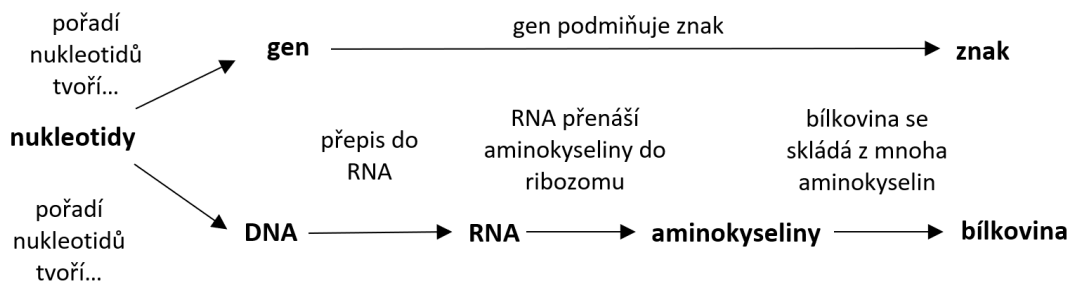 pořadí
nukleotidů
tvoří…
gen
gen podmiňuje znak
znak
nukleotidy
přepis do
RNA
RNA přenáší
aminokyseliny do
ribozomu
bílkovina se
skládá z mnoha
aminokyselin
pořadí
nukleotidů
tvoří…
DNA
RNA
aminokyseliny
bílkovina